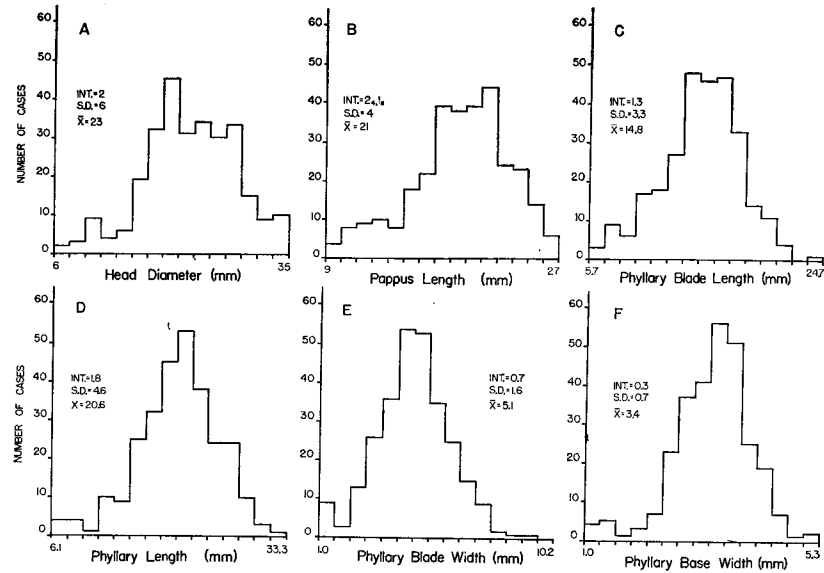 NUMBER OF CASES
60
50
40
30
20
10
0
A
INT.=2
S.D.=6
X̄=23
6
35
Head Diameter (mm)
60
50
40
30
20
10
0
B
S.D.=4
X̄=21
9
27
Pappus Length (mm)
60
50
40
30
20
10
0
C
INT.=1.3
S.D.=3.3
X̄=14.8
5.7
24.7
Phyllary Blade Length (mm)
NUMBER OF CASES
60
50
40
30
20
10
0
D
INT.=1.8
S.D.=4.6
X=20.6
6.1
33.3
Phyllary Length (mm)
60
50
40
30
20
10
0
E
INT.=0.7
S.D.=1.6
X̄=5.1
1.0
10.2
Phyllary Blade Width (mm)
60
50
40
30
20
10
0
F
INT.=0.3
S.D.=0.7
X̄=3.4
1.0
5.3
Phyllary Base Width (mm)